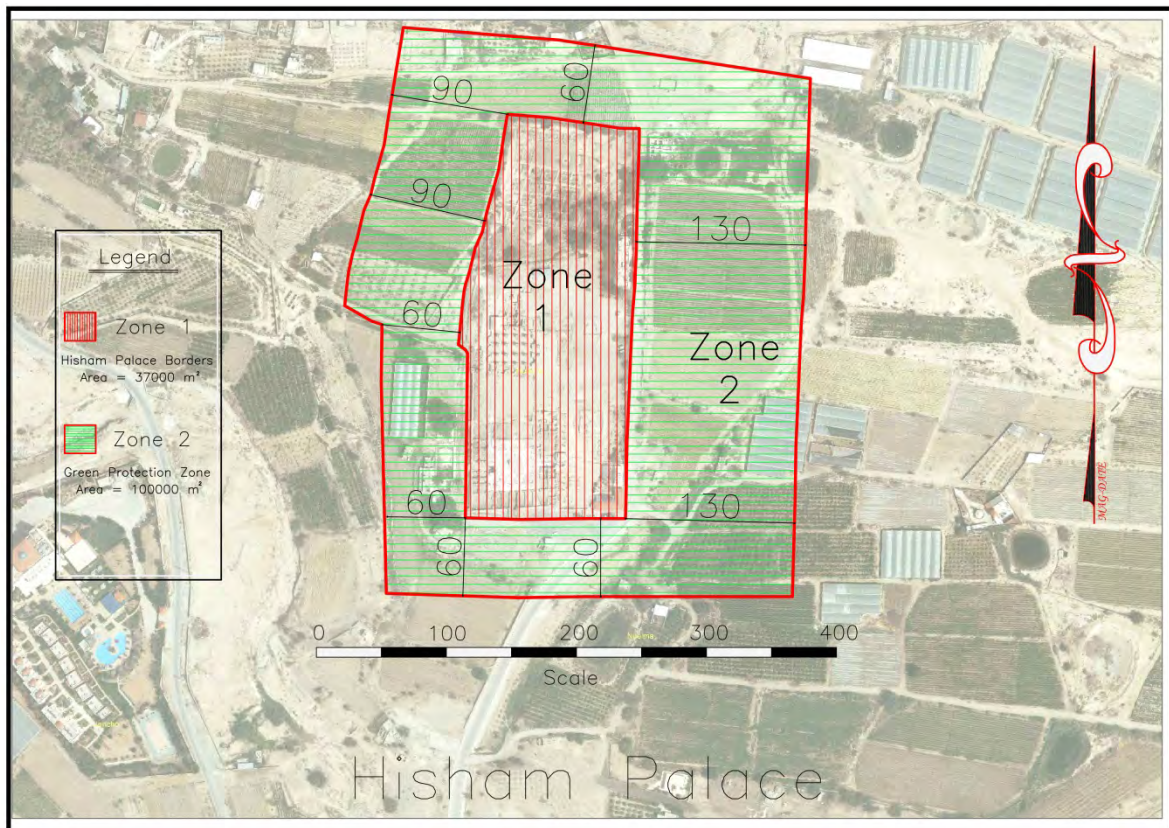 90
60
90
130
Legend
Zone 1
Hisham Palace Borders
Area = 37000 m²
Zone 2
Green Protection Zone
Area = 100000 m²
Zone
1
60
Zone
2
60
130
60
60
0 100 200 300 400
Scale
Hisham Palace